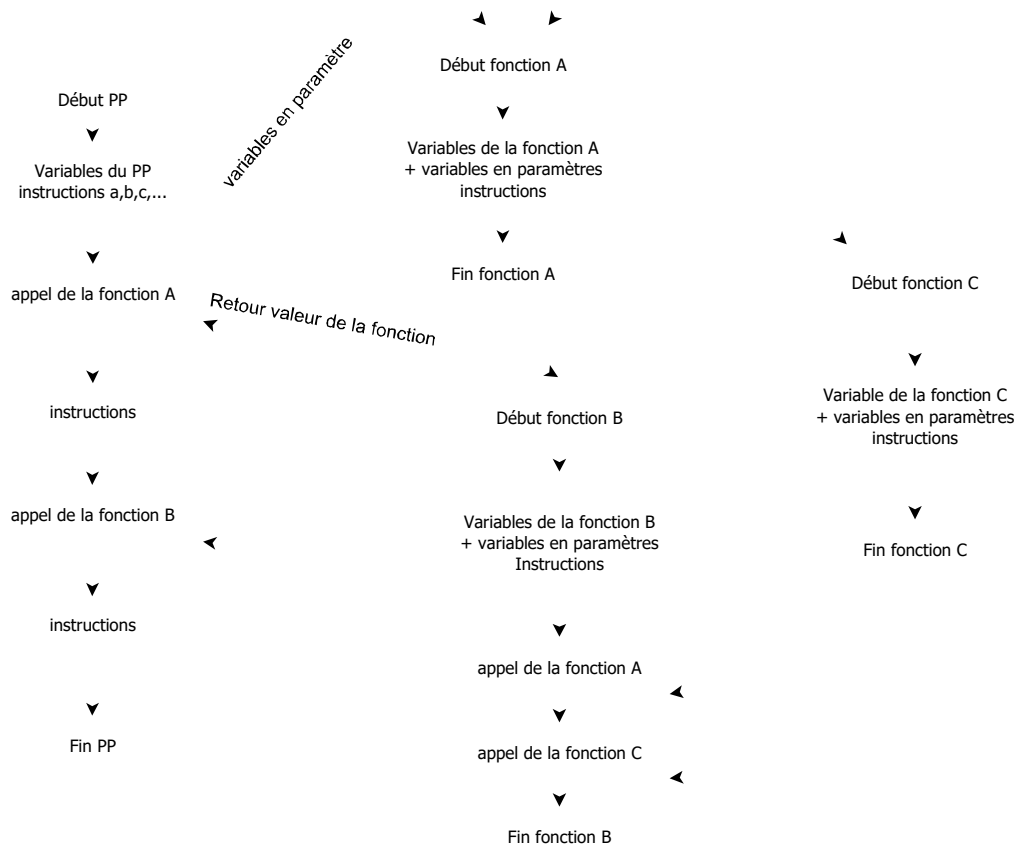 Début PP
Variables du PP
instructions a,b,c,...
appel de la fonction A
instructions
appel de la fonction B
instructions
Fin PP
variables en paramètre
Retour valeur de la fonction
Début fonction A
Variables de la fonction A
+ variables en paramètres
instructions
Fin fonction A
Début fonction B
Variables de la fonction B
+ variables en paramètres
Instructions
appel de la fonction A
appel de la fonction C
Fin fonction B
Début fonction C
Variable de la fonction C
+ variables en paramètres
instructions
Fin fonction C